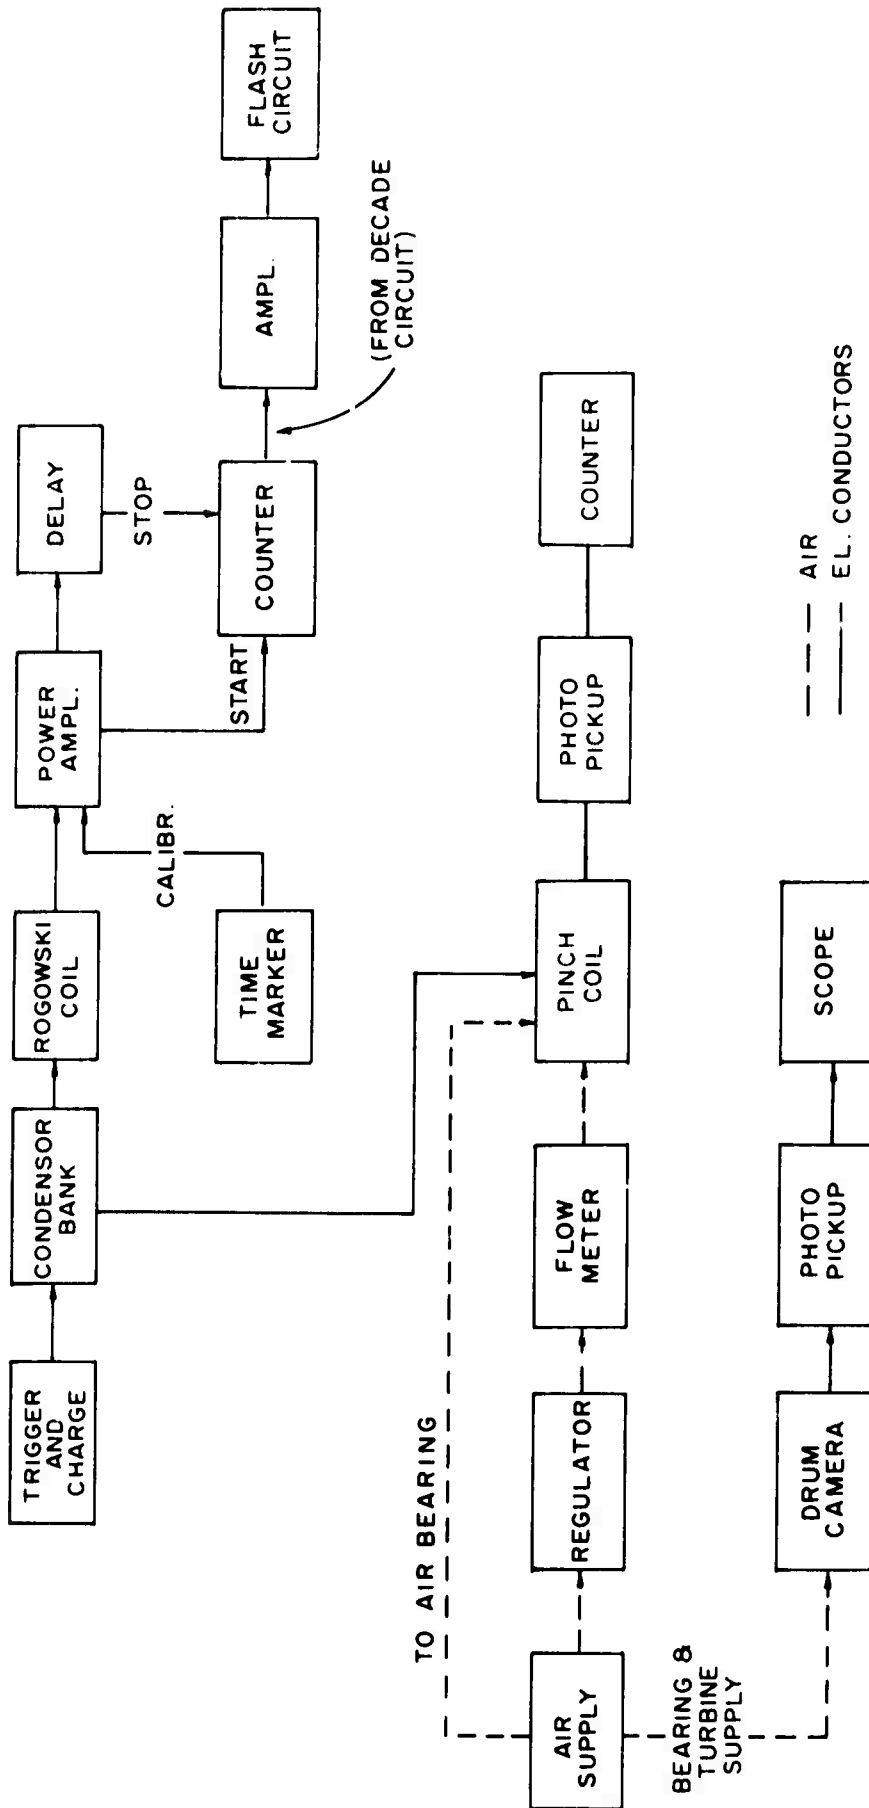 TRIGGER
AND
CHARGE
CONDENSOR
BANK
ROGOWSKI
COIL
POWER
AMPL.
DELAY
CALIBR.
TIME
MARKER
START
STOP
COUNTER
AMPL.
FLASH
CIRCUIT
(FROM DECADE
CIRCUIT)
TO AIR BEARING
AIR
SUPPLY
REGULATOR
FLOW
METER
PINCH
COIL
PHOTO
PICKUP
COUNTER
BEARING &
TURBINE
SUPPLY
DRUM
CAMERA
PHOTO
PICKUP
SCOPE
AIR
EL. CONDUCTORS